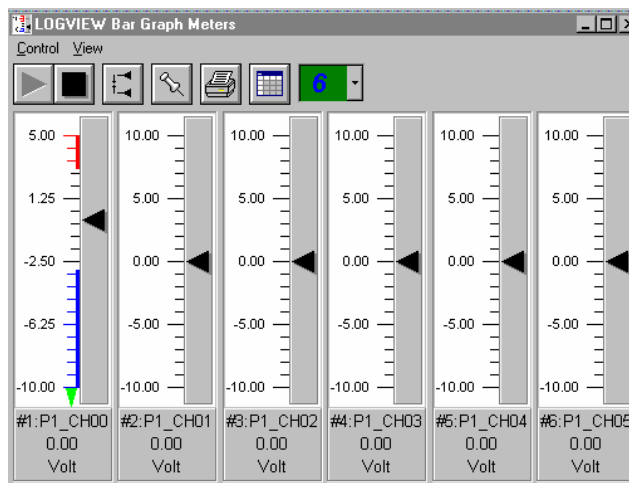 LOGVIEW Bar Graph Meters
Control View
6
5.00
1.25
-2.50
-6.25
-10.00
#1:P1_CH00
0.00
Volt
10.00
5.00
0.00
-5.00
-10.00
#2:P1_CH01
0.00
Volt
10.00
5.00
0.00
-5.00
-10.00
#3:P1_CH02
0.00
Volt
10.00
5.00
0.00
-5.00
-10.00
#4:P1_CH03
0.00
Volt
10.00
5.00
0.00
-5.00
-10.00
#5:P1_CH04
0.00
Volt
10.00
5.00
0.00
-5.00
-10.00
#6:P1_CH05
0.00
Volt